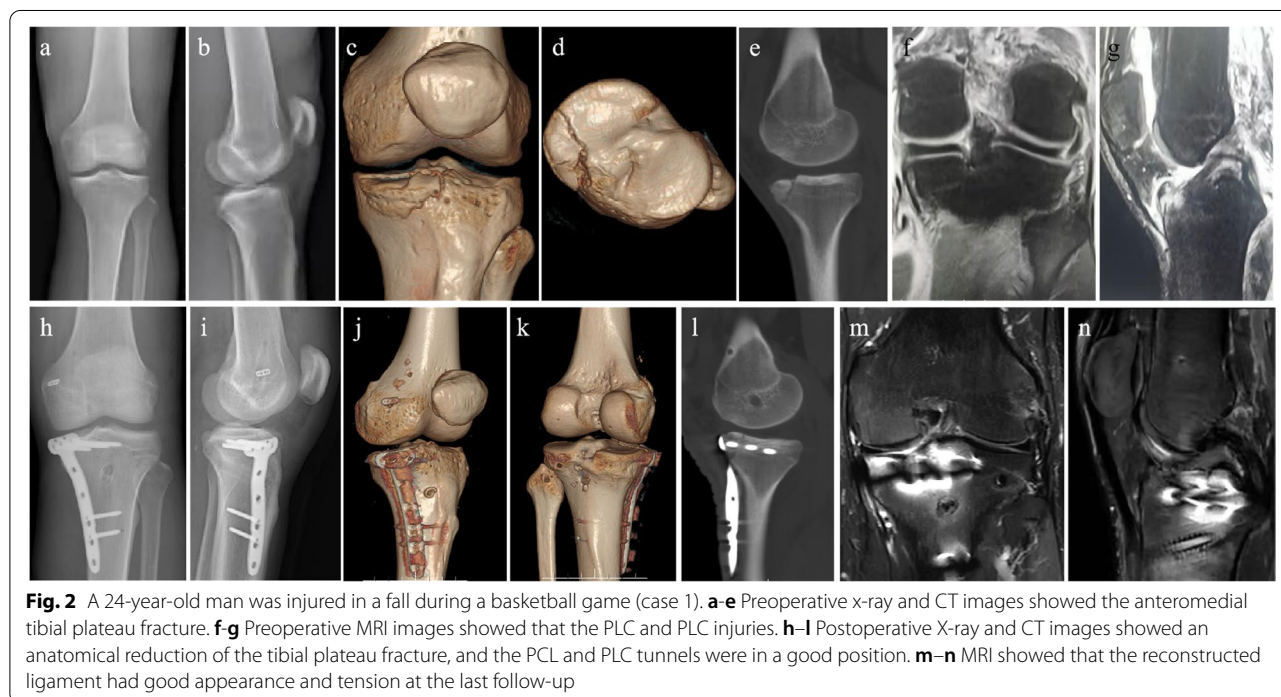 a b c d e f g
h i j k l m n
Fig. 2 A 24-year-old man was injured in a fall during a basketball game (case 1). a-e Preoperative x-ray and CT images showed the anteromedial
tibial plateau fracture. f-g Preoperative MRI images showed that the PLC and PLC injuries. h–l Postoperative X-ray and CT images showed an
anatomical reduction of the tibial plateau fracture, and the PCL and PLC tunnels were in a good position. m–n MRI showed that the reconstructed
ligament had good appearance and tension at the last follow-up